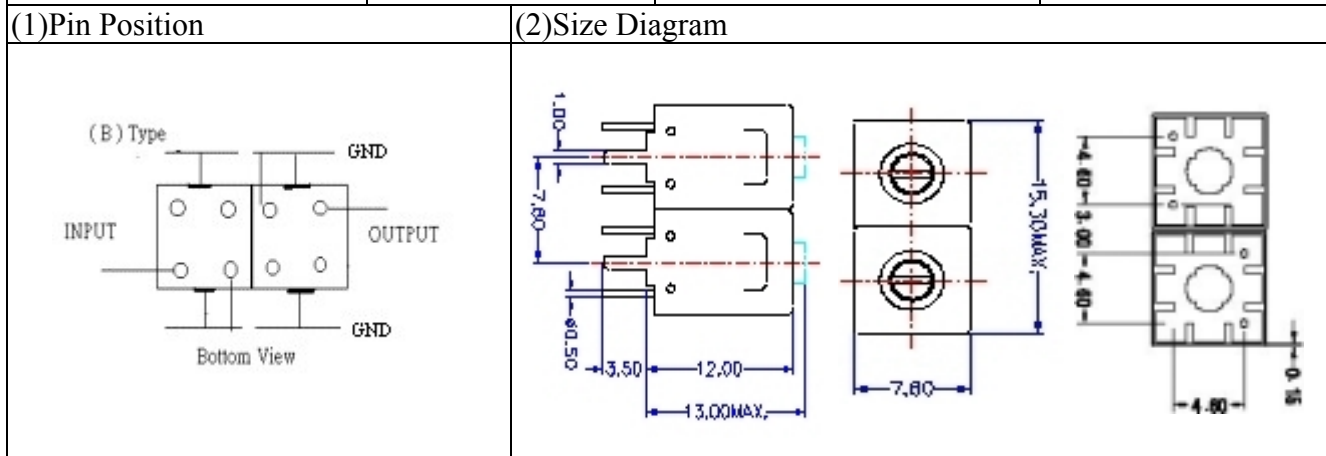 (1)Pin Position
(2)Size Diagram
(B) Type
GND
INPUT
OUTPUT
GND
Bottom View
1.00
7.60
ø0.50
3.50
12.00
13.00MAX.
15.30MAX.
7.60
4.60
3.00
4.60
4.60
0.15